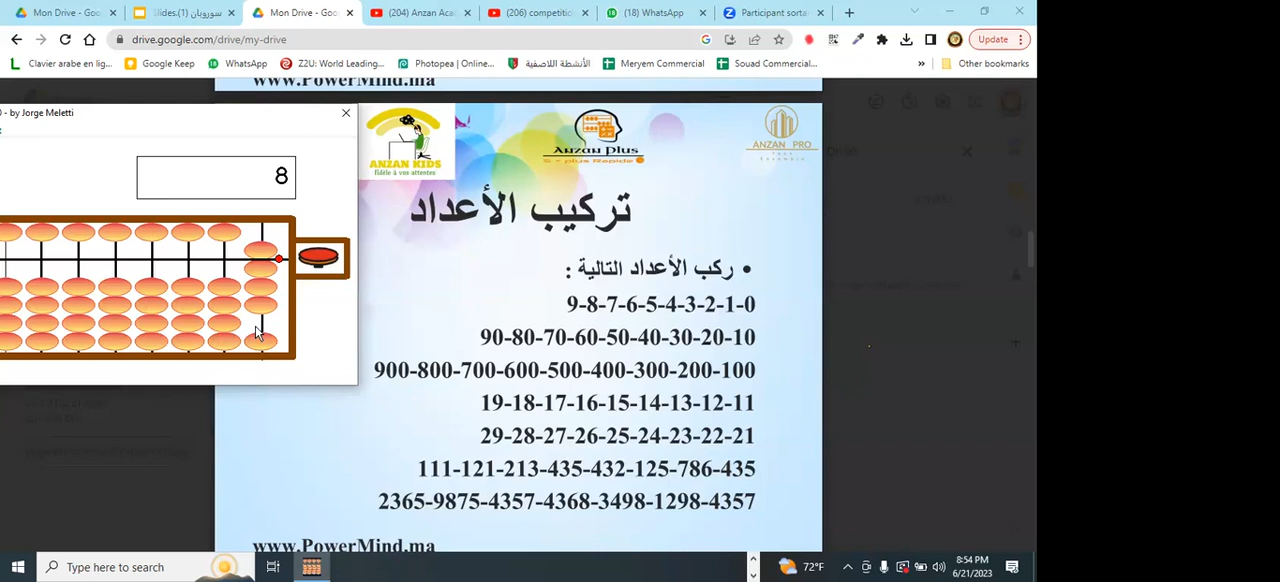 Mon Drive - Goo
Slides.(1) سوروبان
Mon Drive - Goo
(204) Anzan Aca
(206) competitic
(18) WhatsApp
Participant sorta
drive.google.com/drive/my-drive
Update
Clavier arabe en lig...
Google Keep
WhatsApp
Z2U: World Leading...
Photopea | Online...
الأنشطة اللاصفية
Meryem Commercial
Souad Commercial...
»
Other bookmarks
www.PowerMind.ma
- by Jorge Meletti
8
ANZAN KIDS
Fidèle à vos attentes
Anzan Plus
S - plus Rapide
ANZAN PRO
تركيب الأعداد
• ركب الأعداد التالية :
9-8-7-6-5-4-3-2-1-0
90-80-70-60-50-40-30-20-10
900-800-700-600-500-400-300-200-100
19-18-17-16-15-14-13-12-11
29-28-27-26-25-24-23-22-21
111-121-213-435-432-125-786-435
2365-9875-4357-4368-3498-1298-4357
www.PowerMind.ma
Type here to search
72°F
8:54 PM
6/21/2023